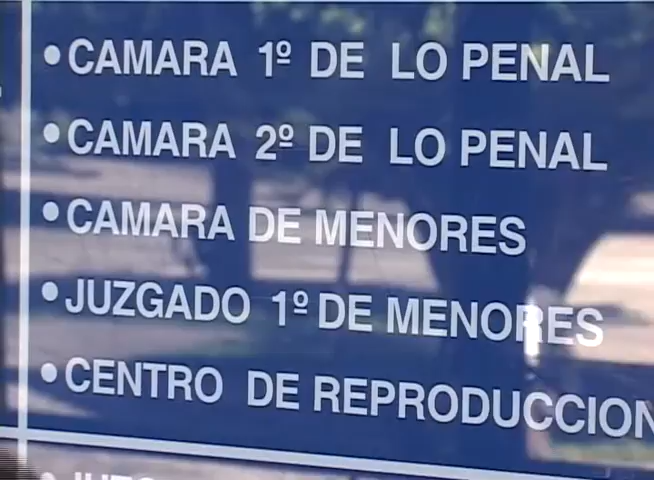 • CAMARA 1º DE LO PENAL
• CAMARA 2º DE LO PENAL
• CAMARA DE MENORES
• JUZGADO 1º DE MENORES
• CENTRO DE REPRODUCCION